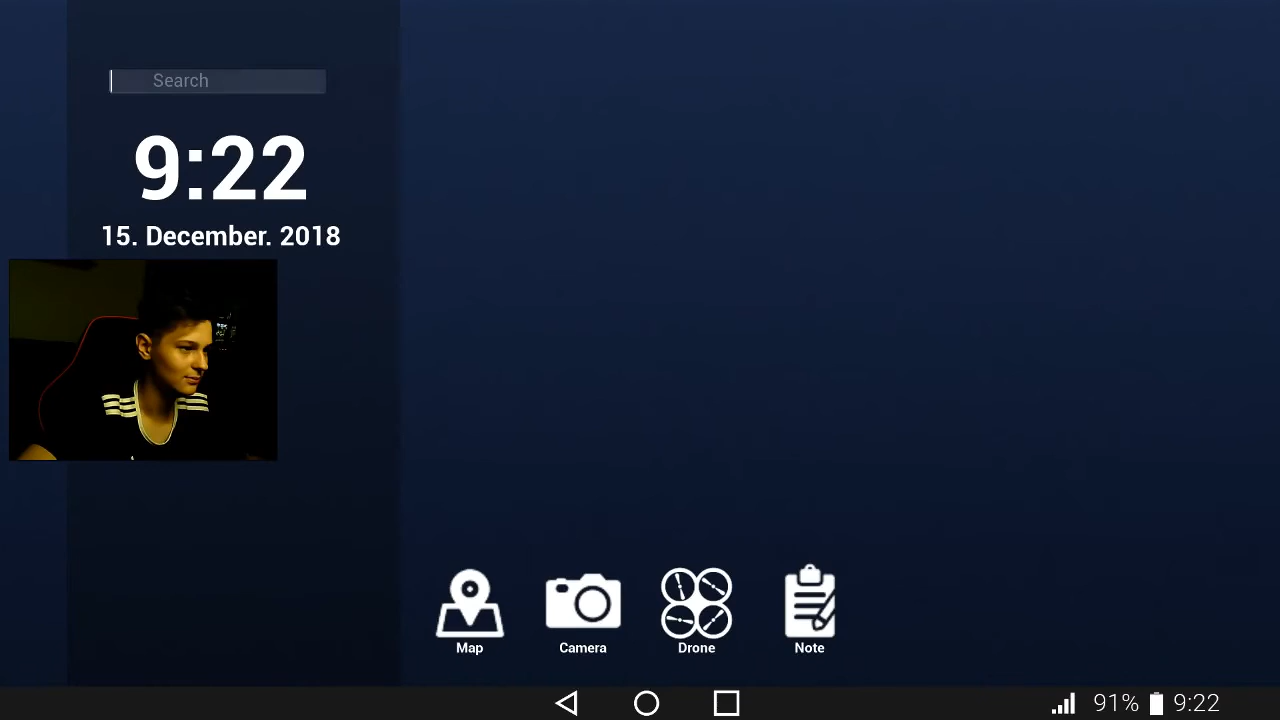 Search
9:22
15. December. 2018
Map
Camera
Drone
Note
91% 9:22